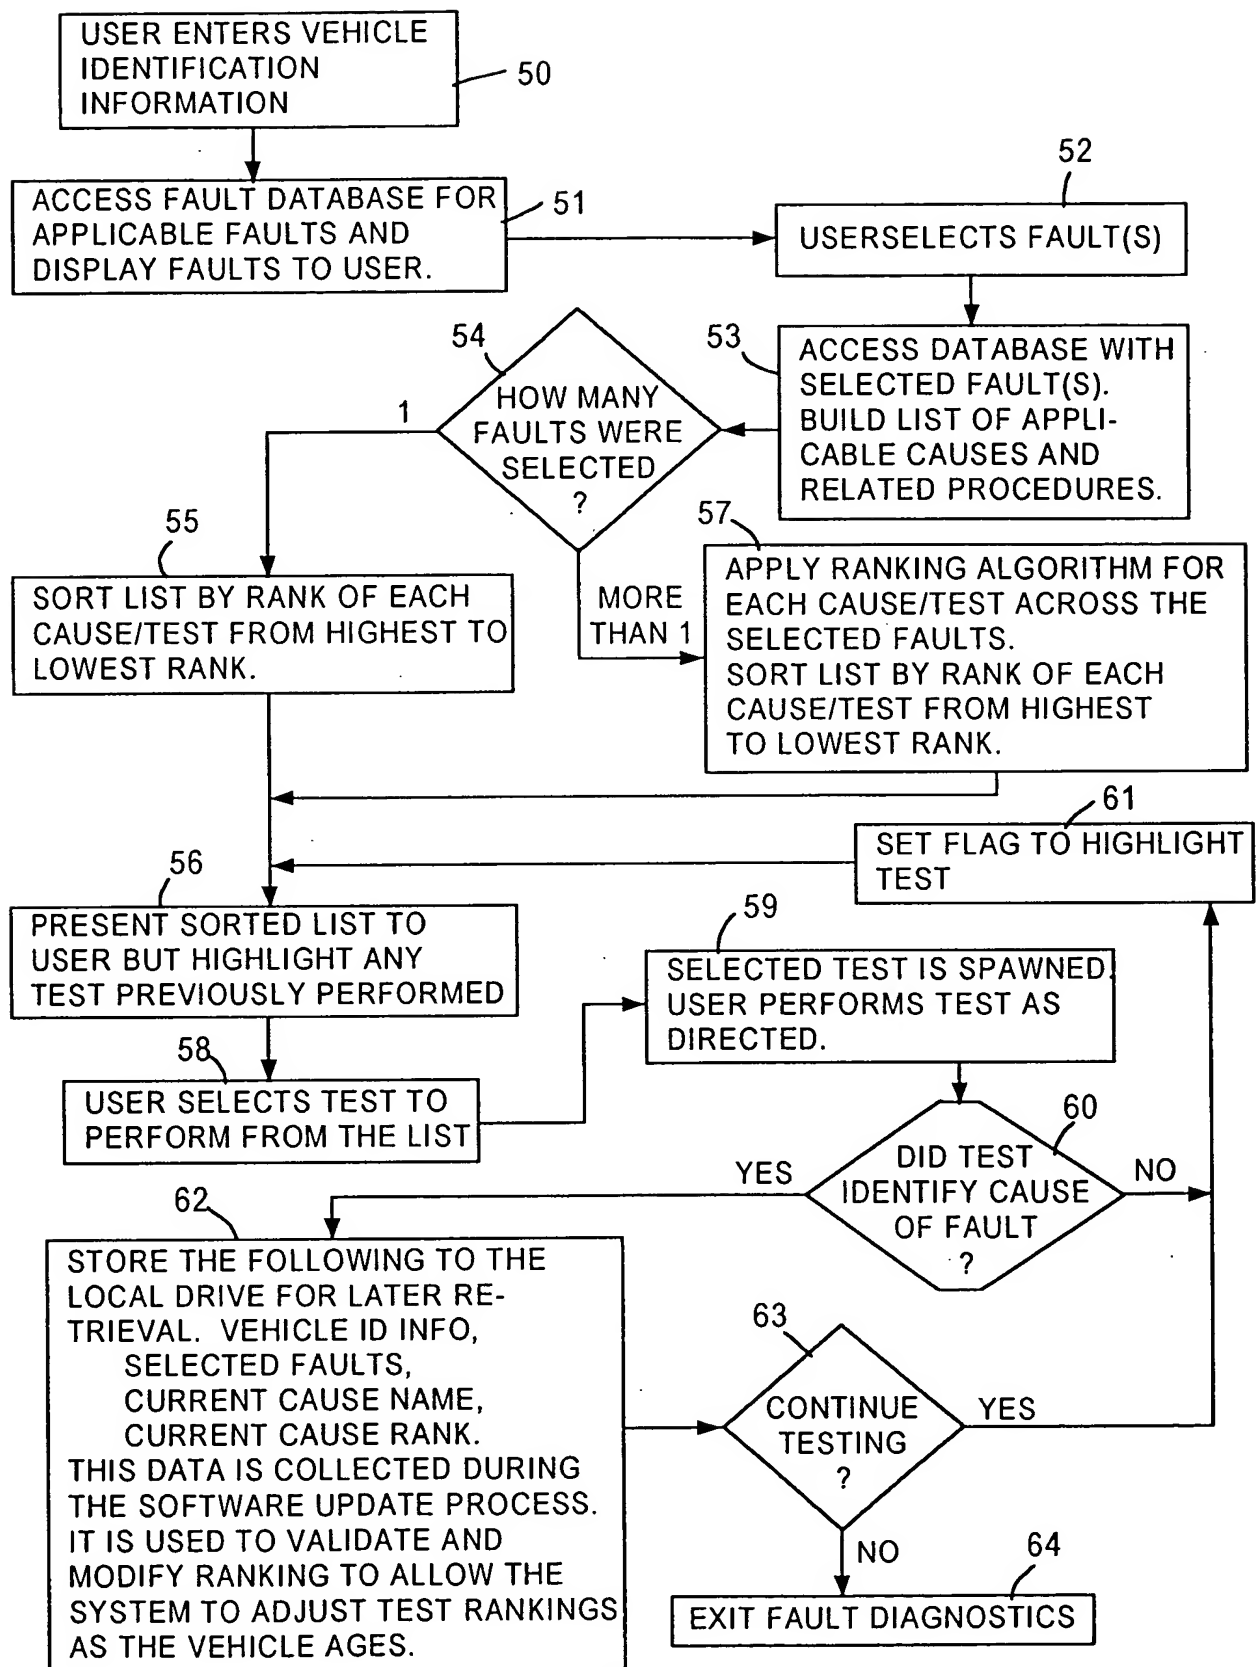 USER ENTERS VEHICLE
IDENTIFICATION
INFORMATION
50
ACCESS FAULT DATABASE FOR
APPLICABLE FAULTS AND
DISPLAY FAULTS TO USER.
51
52
USERSELECTS FAULT(S)
53
ACCESS DATABASE WITH
SELECTED FAULT(S).
BUILD LIST OF APPLI-
CABLE CAUSES AND
RELATED PROCEDURES.
54
HOW MANY
FAULTS WERE
SELECTED
?
1
MORE
THAN 1
55
SORT LIST BY RANK OF EACH
CAUSE/TEST FROM HIGHEST TO
LOWEST RANK.
57
APPLY RANKING ALGORITHM FOR
EACH CAUSE/TEST ACROSS THE
SELECTED FAULTS.
SORT LIST BY RANK OF EACH
CAUSE/TEST FROM HIGHEST
TO LOWEST RANK.
61
SET FLAG TO HIGHLIGHT
TEST
56
PRESENT SORTED LIST TO
USER BUT HIGHLIGHT ANY
TEST PREVIOUSLY PERFORMED
58
USER SELECTS TEST TO
PERFORM FROM THE LIST
59
SELECTED TEST IS SPAWNED.
USER PERFORMS TEST AS
DIRECTED.
60
DID TEST
IDENTIFY CAUSE
OF FAULT
?
YES
NO
62
STORE THE FOLLOWING TO THE
LOCAL DRIVE FOR LATER RE-
TRIEVAL. VEHICLE ID INFO,
SELECTED FAULTS,
CURRENT CAUSE NAME,
CURRENT CAUSE RANK.
THIS DATA IS COLLECTED DURING
THE SOFTWARE UPDATE PROCESS.
IT IS USED TO VALIDATE AND
MODIFY RANKING TO ALLOW THE
SYSTEM TO ADJUST TEST RANKINGS
AS THE VEHICLE AGES.
63
CONTINUE
TESTING
?
YES
NO
64
EXIT FAULT DIAGNOSTICS